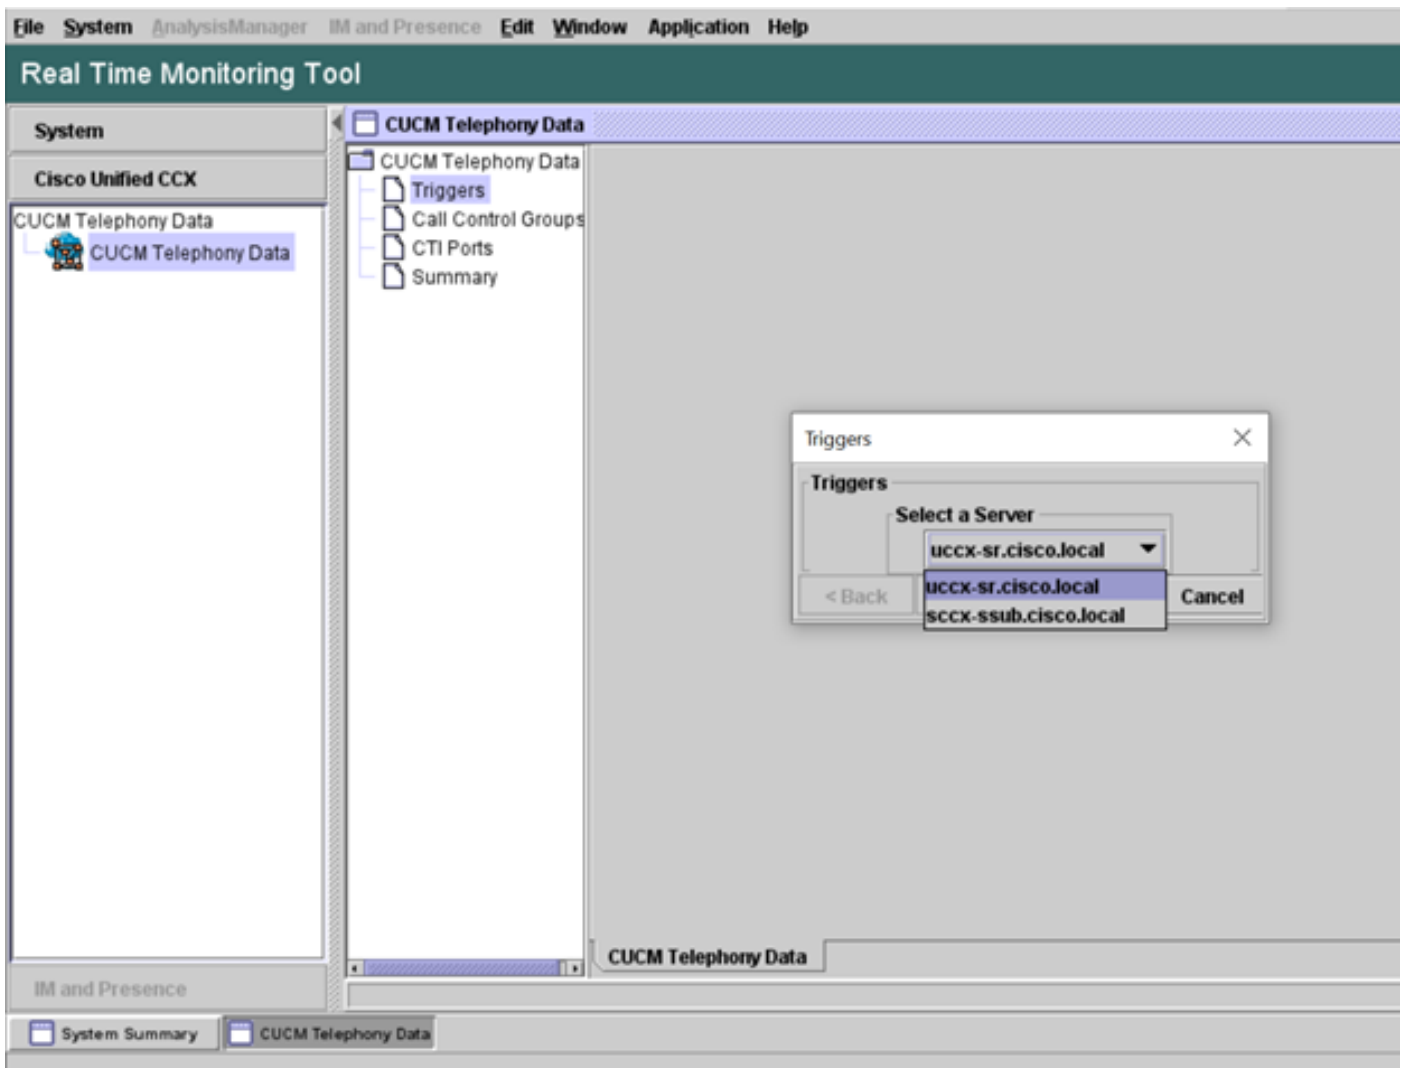 File System AnalysisManager IM and Presence Edit Window Application Help
Real Time Monitoring Tool
System
Cisco Unified CCX
CUCM Telephony Data
CUCM Telephony Data
IM and Presence
CUCM Telephony Data
CUCM Telephony Data
Triggers
Call Control Groups
CTI Ports
Summary
Triggers
Triggers
Select a Server
uccx-sr.cisco.local
uccx-sr.cisco.local
sccx-ssub.cisco.local
< Back Cancel
CUCM Telephony Data
System Summary CUCM Telephony Data